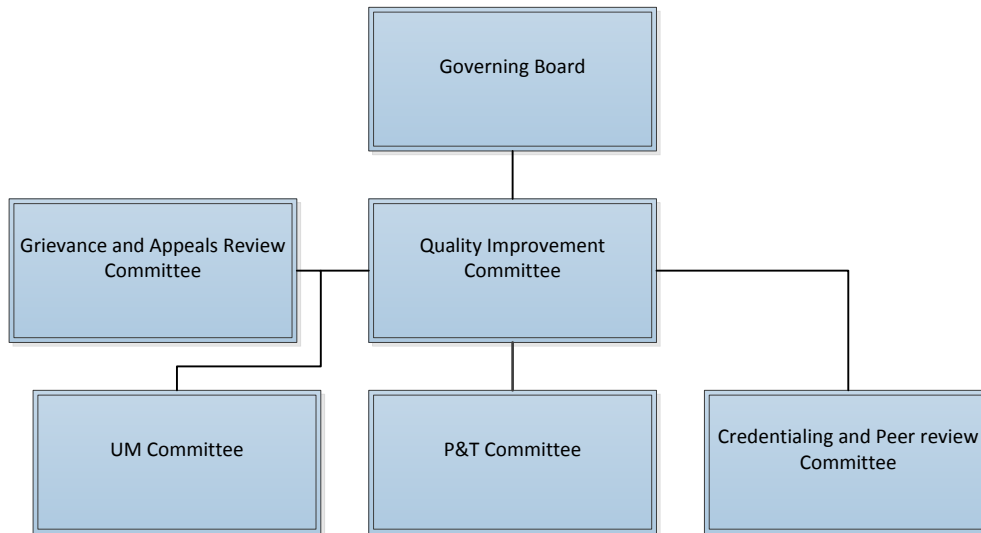 Governing Board
Grievance and Appeals Review
Committee
Quality Improvement
Committee
UM Committee
P&T Committee
Credentialing and Peer review
Committee